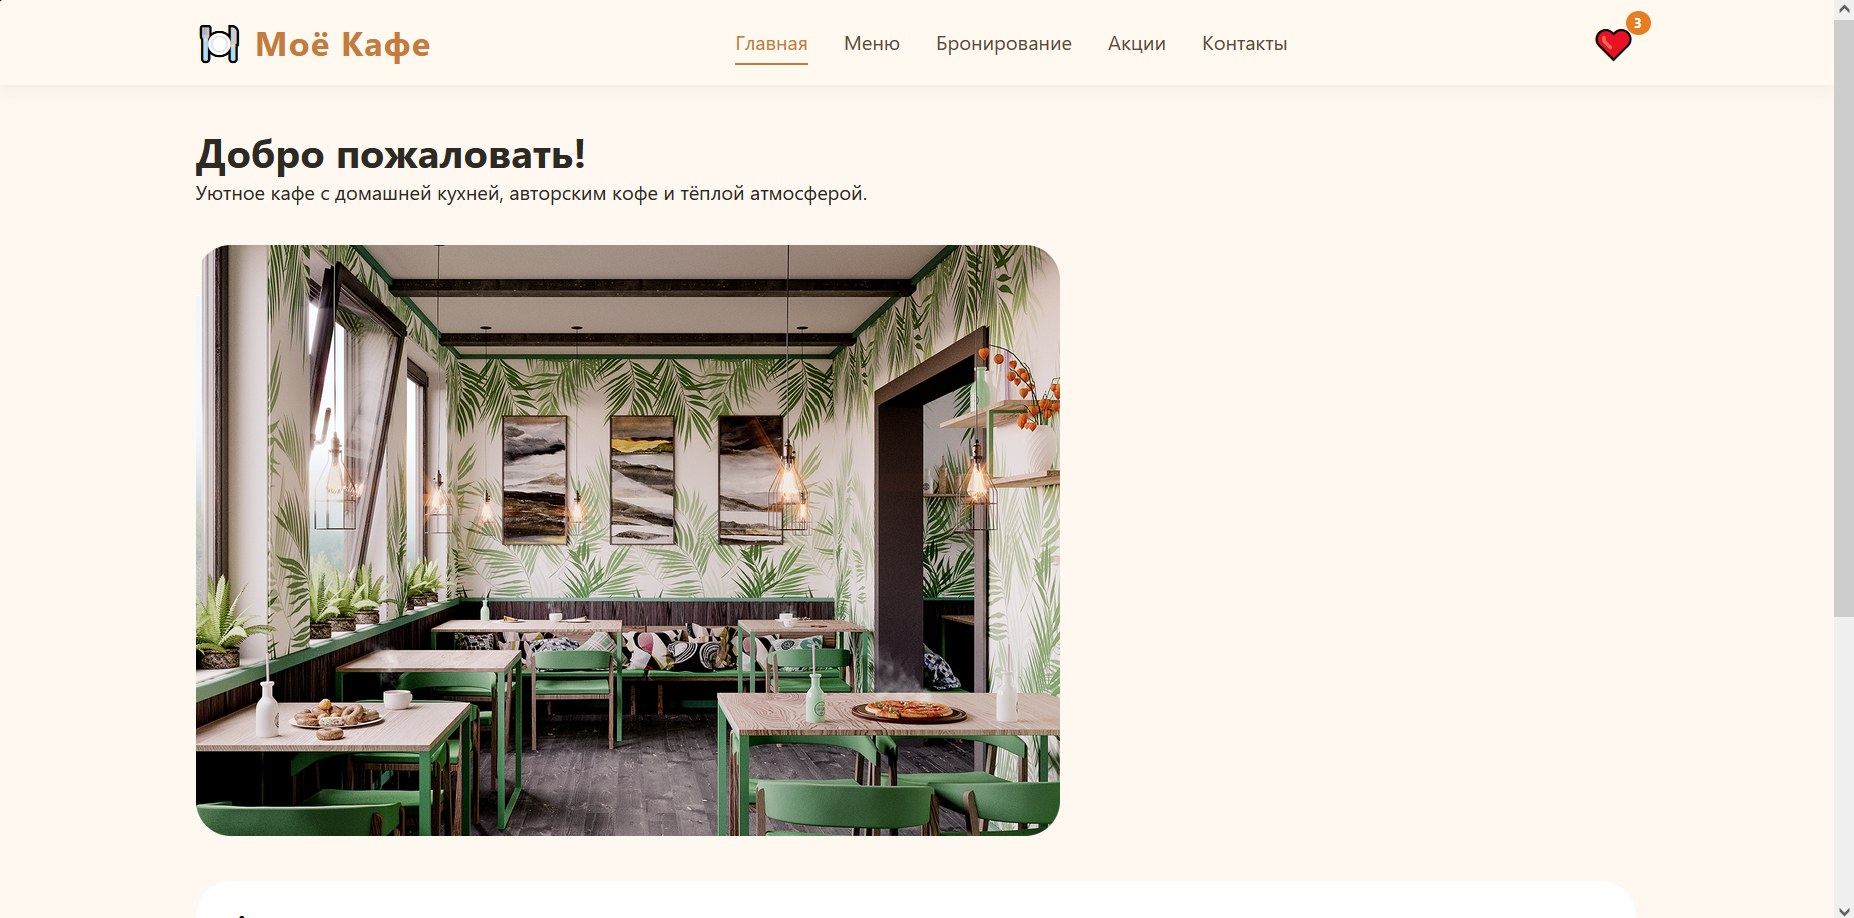 Моё Кафе
Главная Меню Бронирование Акции Контакты
3
Добро пожаловать!
Уютное кафе с домашней кухней, авторским кофе и тёплой атмосферой.